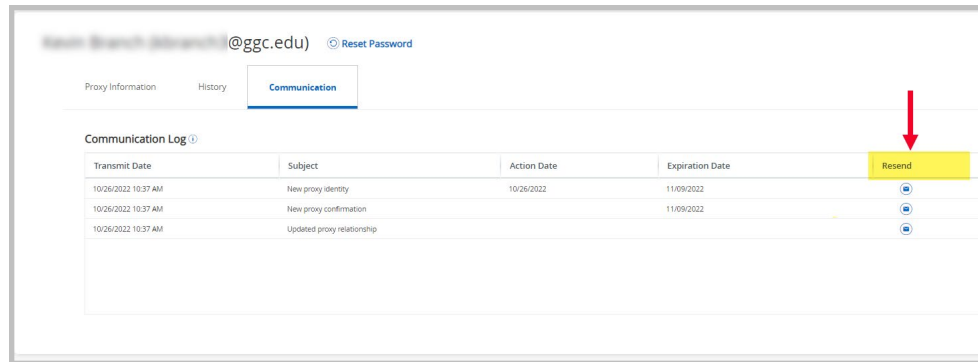 @ggc.edu) Reset Password
Proxy Information History Communication
Communication Log
Transmit Date Subject Action Date Expiration Date Resend
10/26/2022 10:37 AM New proxy identity 10/26/2022 11/09/2022
10/26/2022 10:37 AM New proxy confirmation 11/09/2022
10/26/2022 10:37 AM Updated proxy relationship